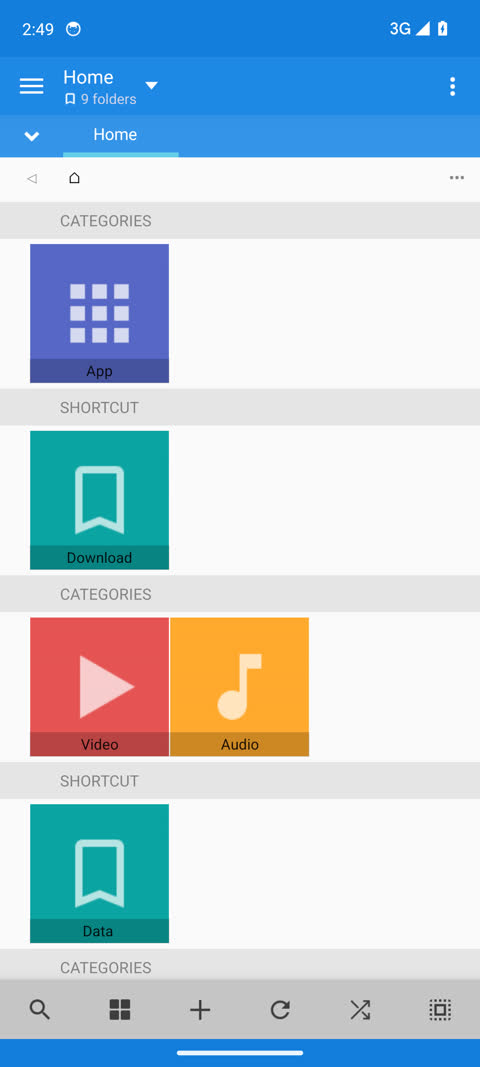 2:49
3G
Home
9 folders
Home
CATEGORIES
App
SHORTCUT
Download
CATEGORIES
Video
Audio
SHORTCUT
Data
CATEGORIES